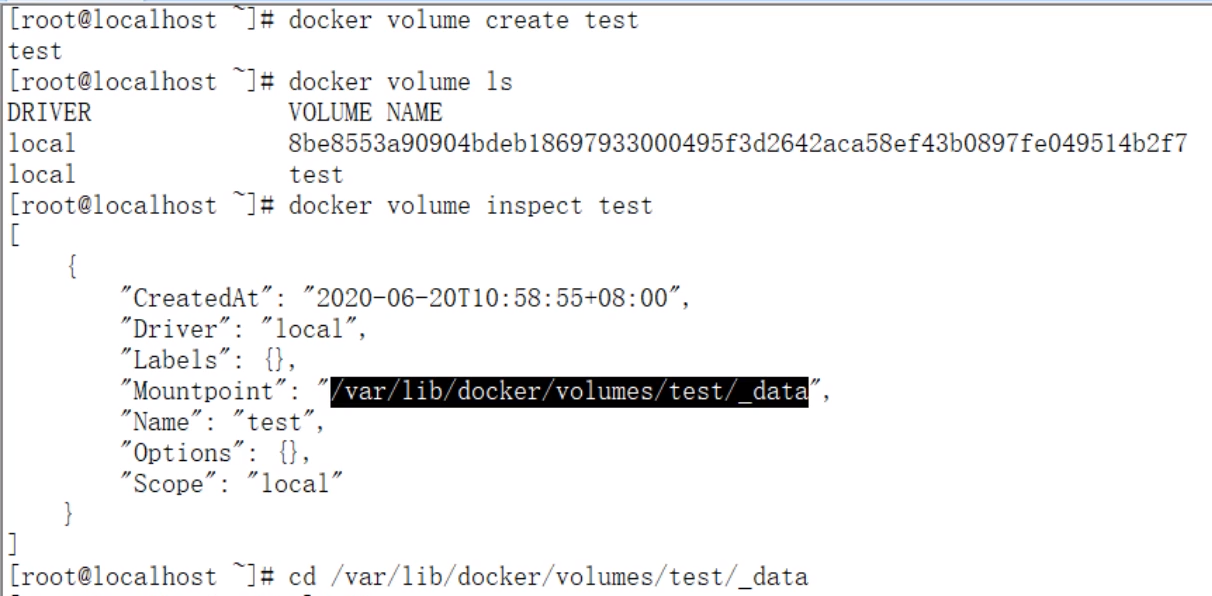 [root@localhost ~]# docker volume create test
test
[root@localhost ~]# docker volume ls
DRIVER              VOLUME NAME
local               8be8553a90904bdeb18697933000495f3d2642aca58ef43b0897fe049514b2f7
local               test
[root@localhost ~]# docker volume inspect test
[
    {
        "CreatedAt": "2020-06-20T10:58:55+08:00",
        "Driver": "local",
        "Labels": {},
        "Mountpoint": "/var/lib/docker/volumes/test/_data",
        "Name": "test",
        "Options": {},
        "Scope": "local"
    }
]
[root@localhost ~]# cd /var/lib/docker/volumes/test/_data